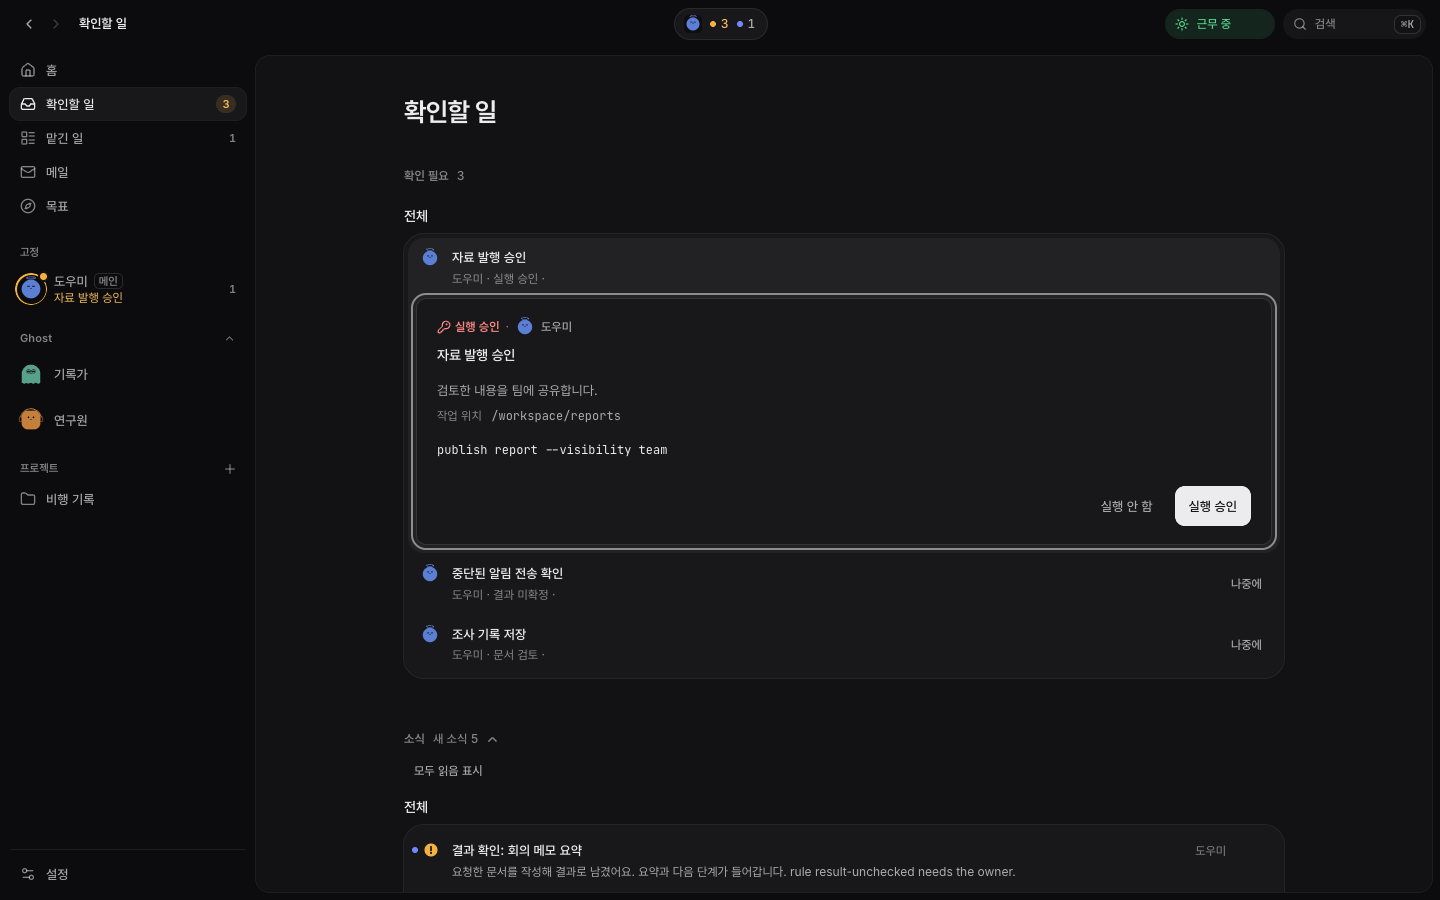 확인할 일
3 1
근무 중
검색 ⌘K
홈
확인할 일 3
맡긴 일 1
메일
목표
고정
도우미 메인
자료 발행 승인
1
Ghost
기록가
연구원
프로젝트
비행 기록
설정
확인할 일
확인 필요 3
전체
자료 발행 승인
도우미 · 실행 승인 ·
실행 승인 · 도우미
자료 발행 승인
검토한 내용을 팀에 공유합니다.
작업 위치 /workspace/reports
publish report --visibility team
실행 안 함 실행 승인
중단된 알림 전송 확인
도우미 · 결과 미확정 ·
나중에
조사 기록 저장
도우미 · 문서 검토 ·
나중에
소식 새 소식 5
모두 읽음 표시
전체
결과 확인: 회의 메모 요약 도우미
요청한 문서를 작성해 결과로 남겼어요. 요약과 다음 단계가 들어갑니다. rule result-unchecked needs the owner.